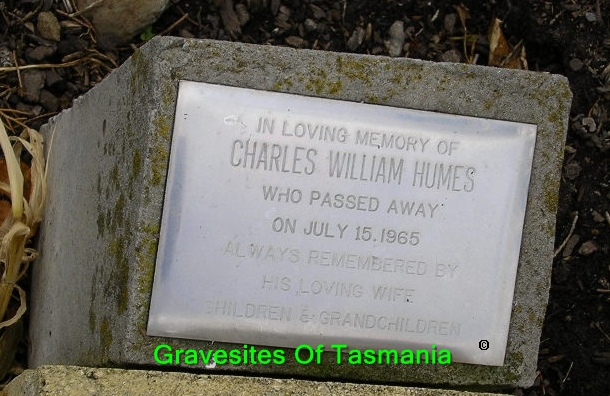 IN LOVING MEMORY OF
CHARLES WILLIAM HUMES
WHO PASSED AWAY
ON JULY 15.1965
ALWAYS REMEMBERED BY
HIS LOVING WIFE
CHILDREN & GRANDCHILDREN
Gravesites Of Tasmania ©